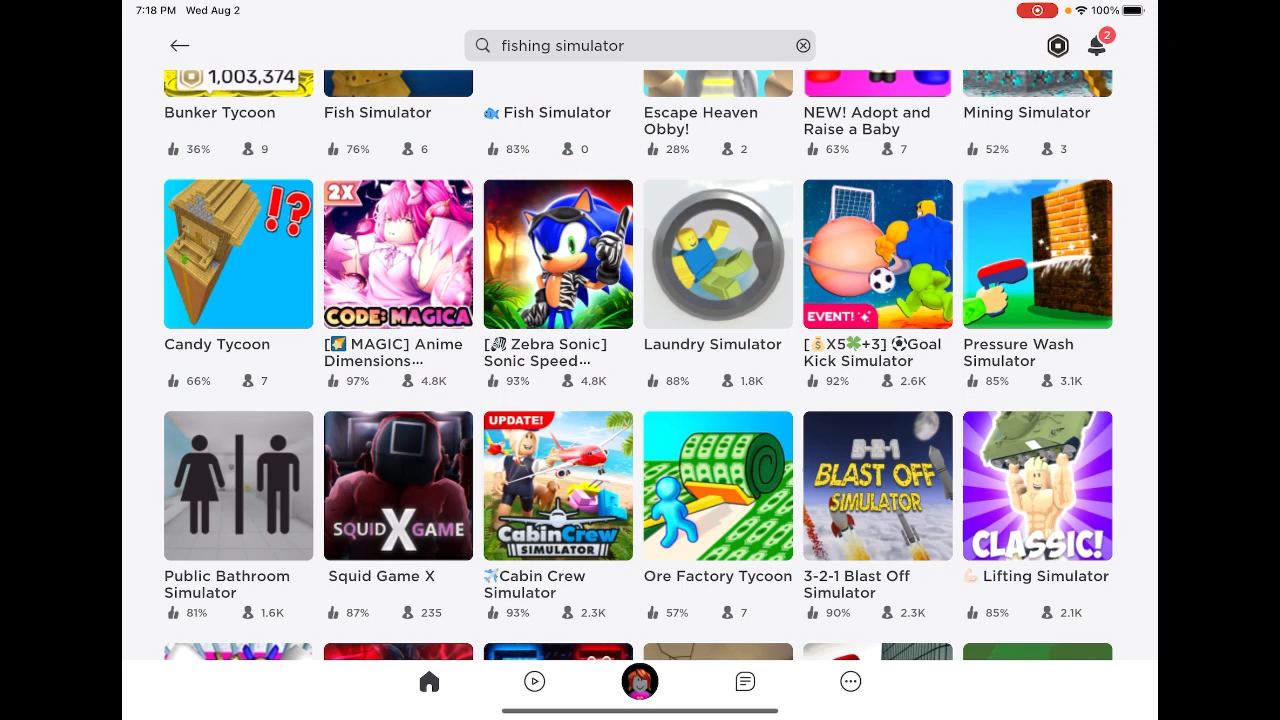 7:18 PM Wed Aug 2
100%
fishing simulator
2
1,003,374
Bunker Tycoon
36% 9
Fish Simulator
76% 6
🐟 Fish Simulator
83% 0
Escape Heaven
Obby!
28% 2
NEW! Adopt and
Raise a Baby
63% 7
Mining Simulator
52% 3
!?
Candy Tycoon
66% 7
2X
CODE: MAGICA
[🌠 MAGIC] Anime
Dimensions...
97% 4.8K
[🦓 Zebra Sonic]
Sonic Speed...
93% 4.8K
Laundry Simulator
88% 1.8K
EVENT!
[💰X5🍀+3] ⚽Goal
Kick Simulator
92% 2.6K
Pressure Wash
Simulator
85% 3.1K
Public Bathroom
Simulator
81% 1.6K
SQUID X GAME
Squid Game X
87% 235
UPDATE!
CabinCrew
SIMULATOR
✈️Cabin Crew
Simulator
93% 2.3K
Ore Factory Tycoon
57% 7
3-2-1
BLAST OFF
SIMULATOR
3-2-1 Blast Off
Simulator
90% 2.3K
CLASSIC!
💪🏻 Lifting Simulator
85% 2.1K